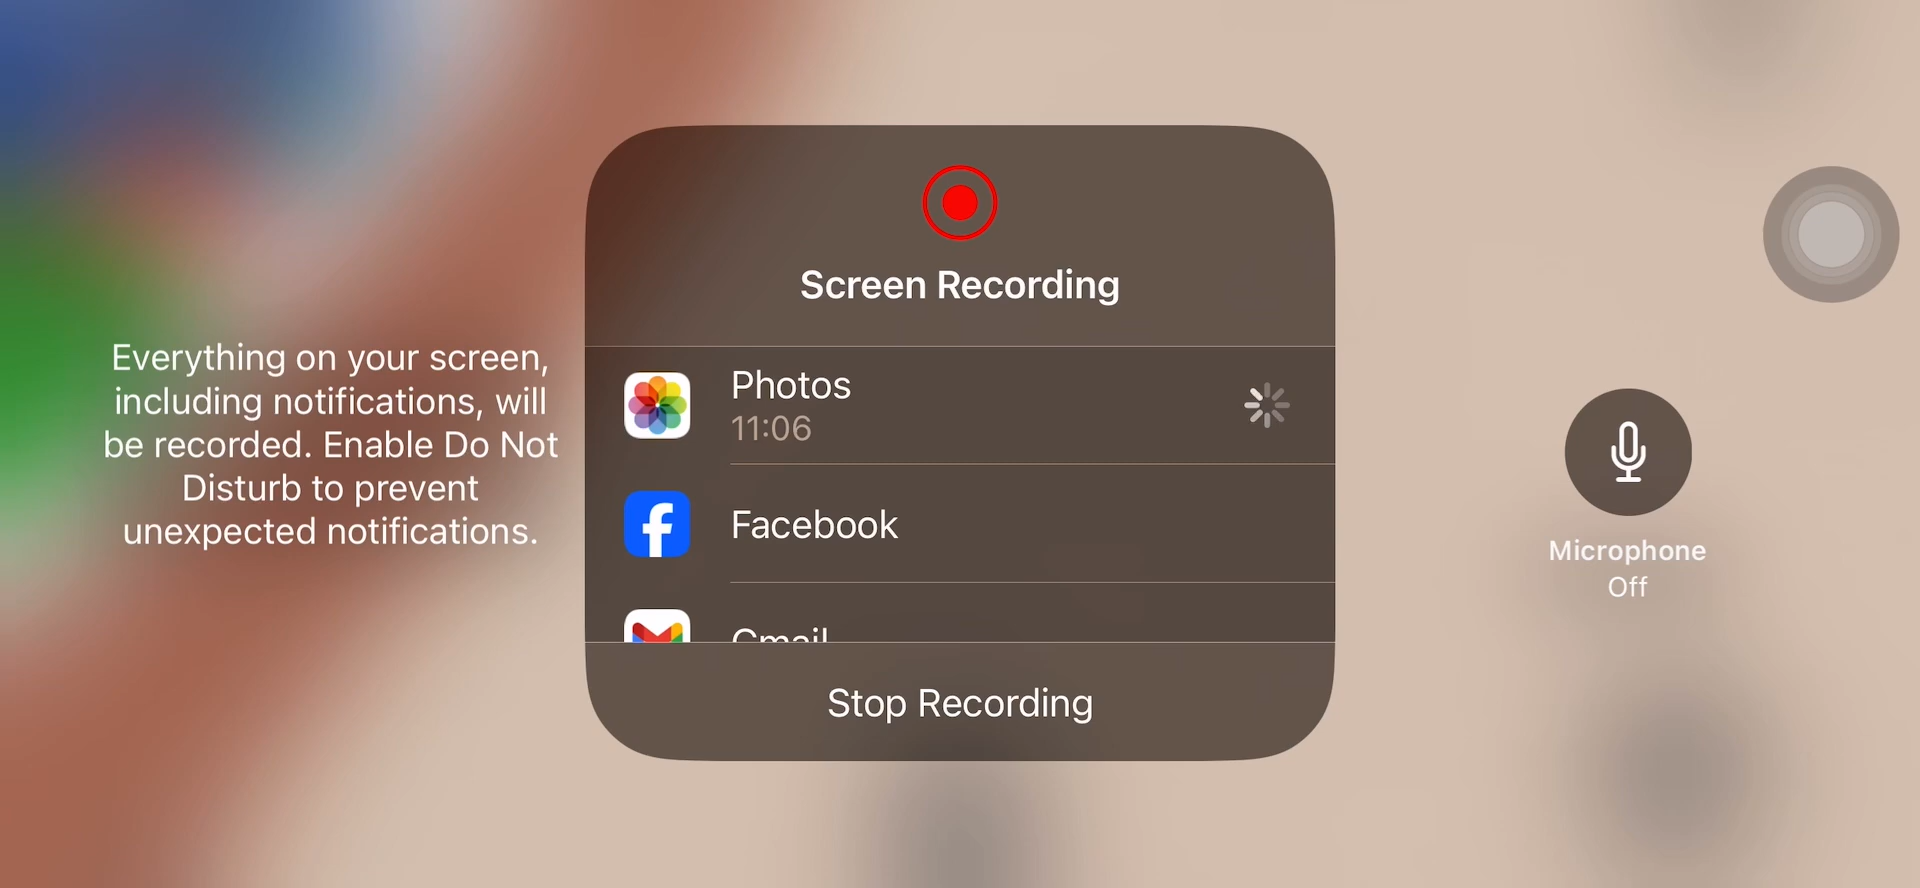 Everything on your screen,
including notifications, will
be recorded. Enable Do Not
Disturb to prevent
unexpected notifications.
Screen Recording
Photos
11:06
Facebook
Gmail
Stop Recording
Microphone
Off